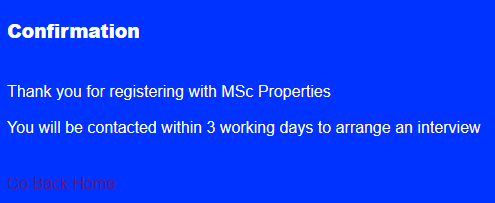 Confirmation
Thank you for registering with MSc Properties
You will be contacted within 3 working days to arrange an interview
Go Back Home